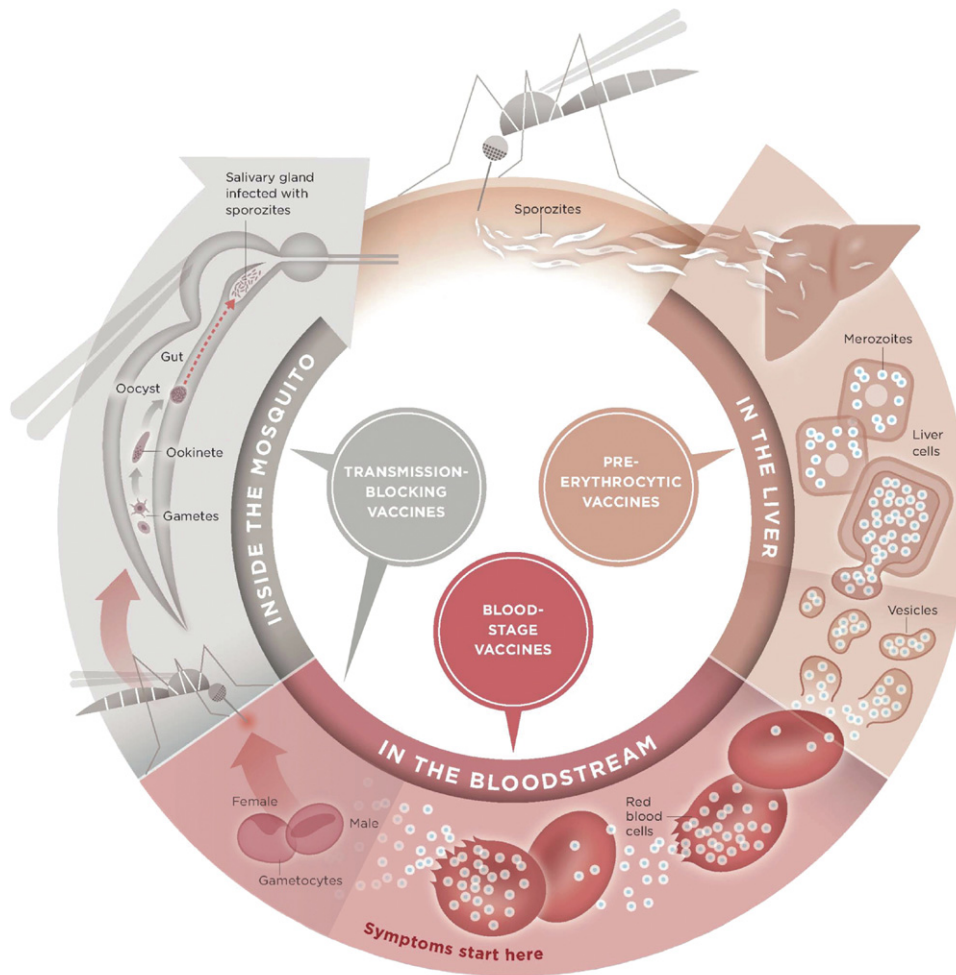 Salivary gland
infected with
sporozites
Sporozites
Gut
Oocyst
Ookinete
Gametes
Merozoites
Liver
cells
Vesicles
INSIDE THE MOSQUITO
IN THE LIVER
IN THE BLOODSTREAM
TRANSMISSION-
BLOCKING
VACCINES
PRE-
ERYTHROCYTIC
VACCINES
BLOOD-
STAGE
VACCINES
Red
blood
cells
Female
Male
Gametocytes
Symptoms start here